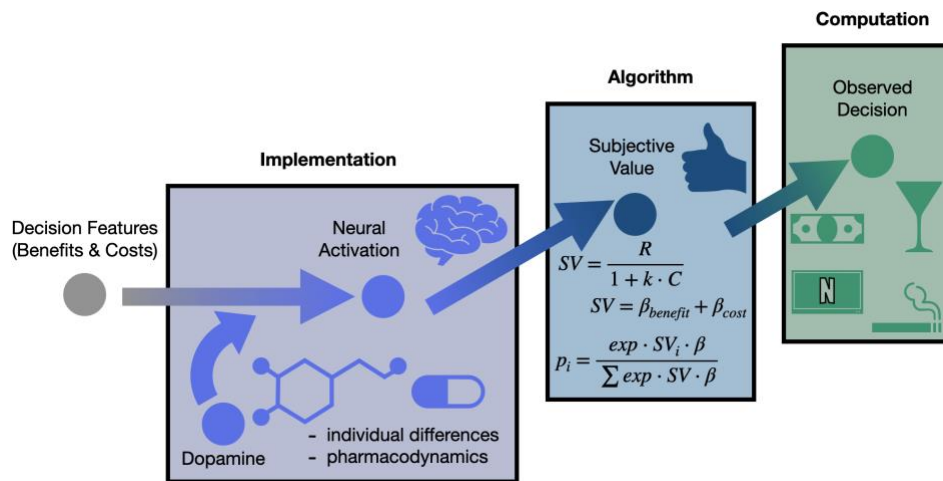 Computation
Observed
Decision
N
Algorithm
Subjective
Value
SV = R / (1 + k · C)
SV = β_benefit + β_cost
p_i = (exp · SV_i · β) / (∑ exp · SV · β)
Implementation
Neural
Activation
Decision Features
(Benefits & Costs)
Dopamine
- individual differences
- pharmacodynamics